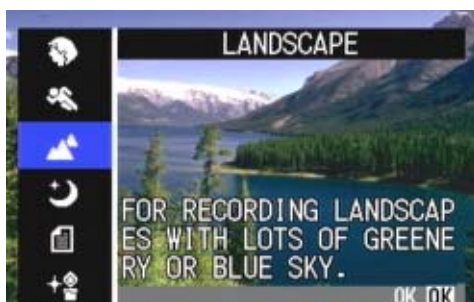 LANDSCAPE
FOR RECORDING LANDSCAP
ES WITH LOTS OF GREENE
RY OR BLUE SKY.
OK OK